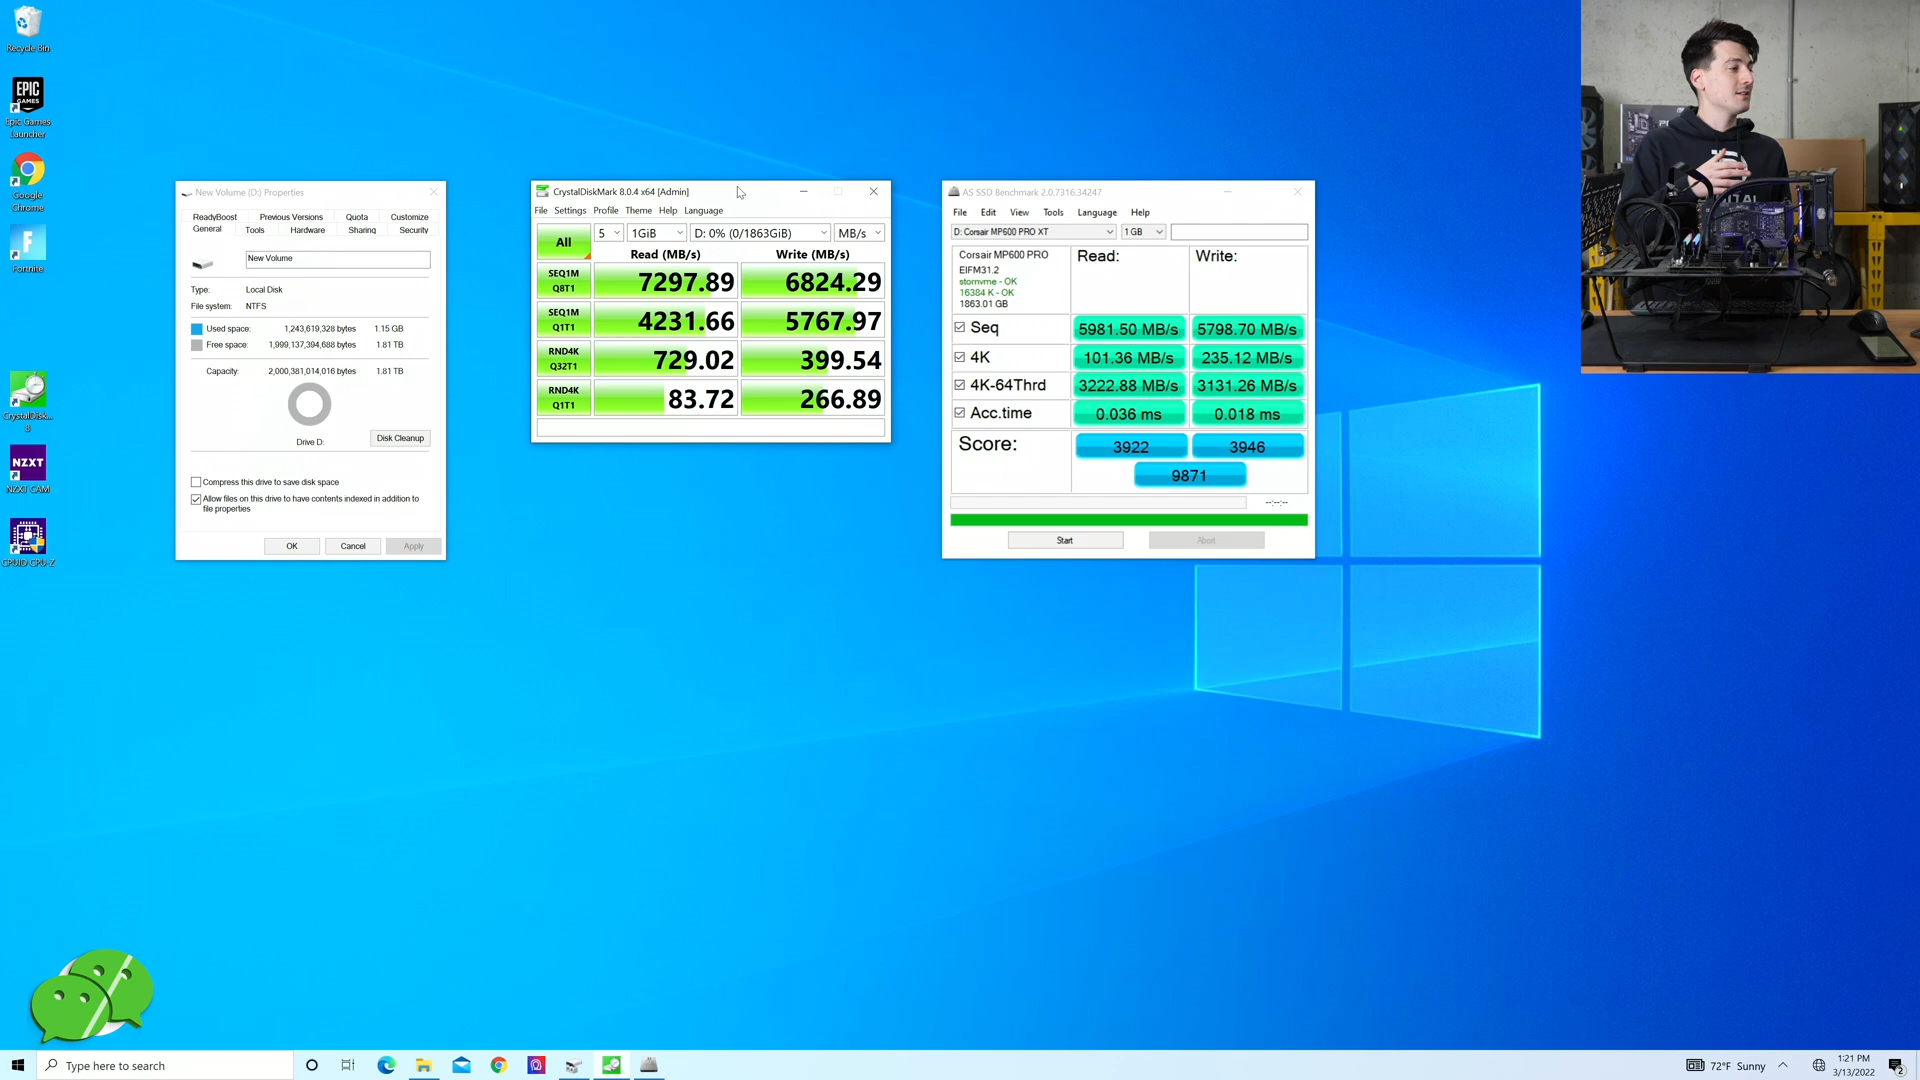 Recycle Bin
EPIC
GAMES
Epic Games
Launcher
Google
Chrome
Fortnite
CrystalDisk...
8
NZXT
NZXT CAM
CPUID CPU-Z
New Volume (D:) Properties
ReadyBoost Previous Versions Quota Customize
General Tools Hardware Sharing Security
New Volume
Type: Local Disk
File system: NTFS
Used space: 1,243,619,328 bytes 1.15 GB
Free space: 1,999,137,394,688 bytes 1.81 TB
Capacity: 2,000,381,014,016 bytes 1.81 TB
Drive D: Disk Cleanup
Compress this drive to save disk space
Allow files on this drive to have contents indexed in addition to
file properties
OK Cancel Apply
CrystalDiskMark 8.0.4 x64 [Admin]
File Settings Profile Theme Help Language
All 5 1GiB D: 0% (0/1863GiB) MB/s
Read (MB/s) Write (MB/s)
SEQ1M
Q8T1 7297.89 6824.29
SEQ1M
Q1T1 4231.66 5767.97
RND4K
Q32T1 729.02 399.54
RND4K
Q1T1 83.72 266.89
AS SSD Benchmark 2.0.7316.34247
File Edit View Tools Language Help
D: Corsair MP600 PRO XT 1 GB
Corsair MP600 PRO Read: Write:
EIFM31.2
stornvme - OK
16384 K - OK
1863.01 GB
Seq 5981.50 MB/s 5798.70 MB/s
4K 101.36 MB/s 235.12 MB/s
4K-64Thrd 3222.88 MB/s 3131.26 MB/s
Acc.time 0.036 ms 0.018 ms
Score: 3922 3946
9871
--:--:--
Start Abort
Type here to search
72°F Sunny
1:21 PM
3/13/2022
2